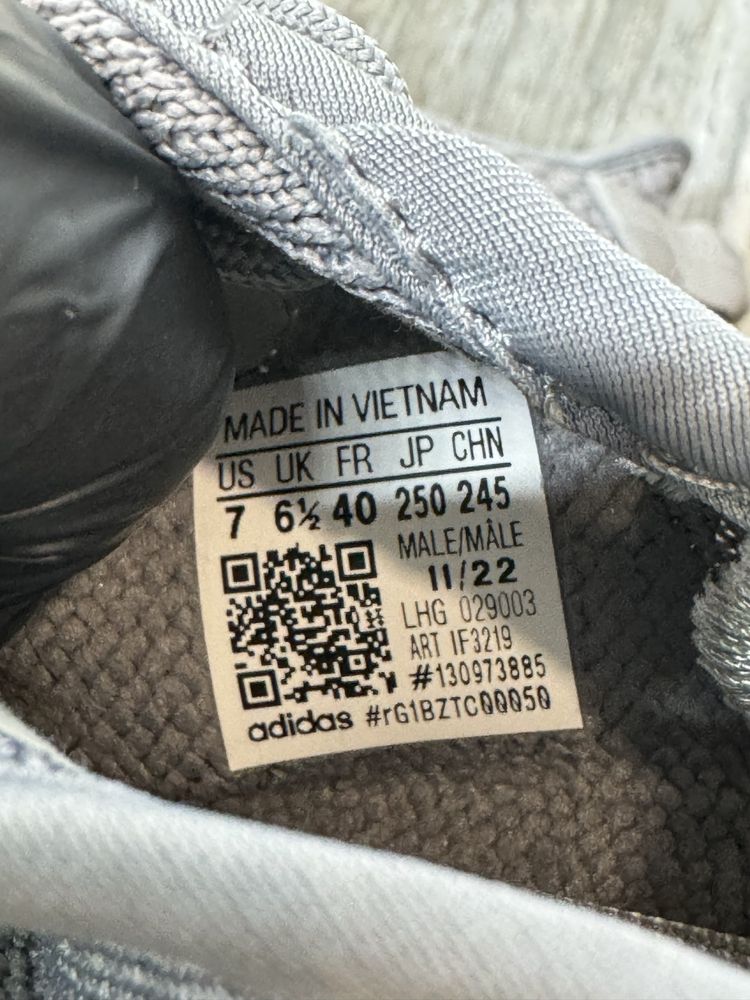 MADE IN VIETNAM
US UK FR JP CHN
7 6½ 40 250 245
MALE/MÂLE
11/22
LHG 029003
ART IF3219
#130973885
adidas #rG1BZTC00050